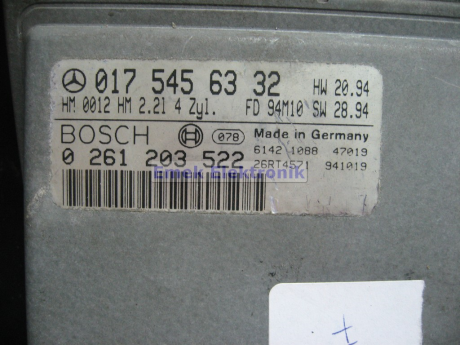 017 545 63 32 HW 20.94
HM 0012 HM 2.2l 4 Zyl. FD 94M10 SW 28.94
BOSCH 078 Made in Germany
0 261 203 522 6142 1088 47019
26RT4571 941019
Emek Elektronik